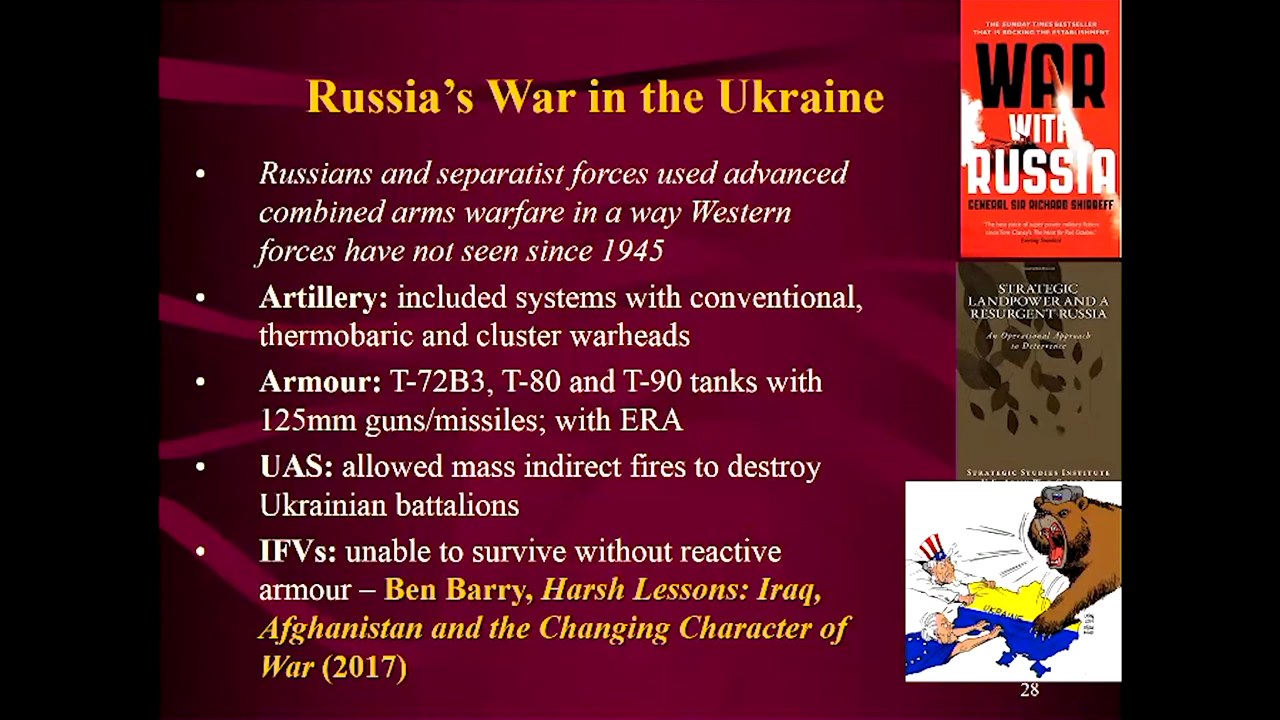 Russia's War in the Ukraine
• Russians and separatist forces used advanced
combined arms warfare in a way Western
forces have not seen since 1945
• Artillery: included systems with conventional,
thermobaric and cluster warheads
• Armour: T-72B3, T-80 and T-90 tanks with
125mm guns/missiles; with ERA
• UAS: allowed mass indirect fires to destroy
Ukrainian battalions
• IFVs: unable to survive without reactive
armour – Ben Barry, Harsh Lessons: Iraq,
Afghanistan and the Changing Character of
War (2017)
THE SUNDAY TIMES BESTSELLER
THAT IS ROCKING THE ESTABLISHMENT
WAR
WITH
RUSSIA
GENERAL SIR RICHARD SHIRREFF
STRATEGIC
LANDPOWER AND A
RESURGENT RUSSIA
An Operational Approach
to Deterrence
STRATEGIC STUDIES INSTITUTE
UKRAINE
28